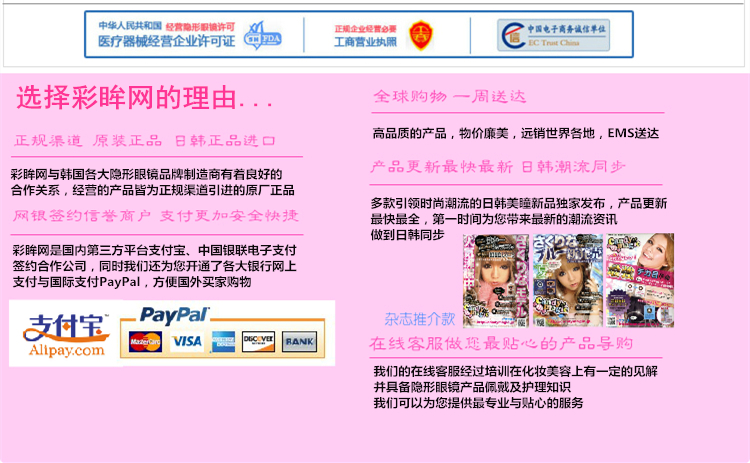 中华人民共和国 经营隐形眼镜许可
医疗器械经营企业许可证
SHFDA
正规企业经营必要
工商营业执照
中国电子商务诚信单位
EC Trust China
选择彩眸网的理由...
正规渠道 原装正品 日韩正品进口
彩眸网与韩国各大隐形眼镜品牌制造商有着良好的
合作关系，经营的产品皆为正规渠道引进的原厂正品
网银签约信誉商户 支付更加安全快捷
彩眸网是国内第三方平台支付宝、中国银联电子支付
签约合作公司，同时我们还为您开通了各大银行网上
支付与国际支付PayPal，方便国外买家购物
支付宝
Alipay.com
PayPal
MasterCard
VISA
DISCOVER
BANK
全球购物 一周送达
高品质的产品，物价廉美，远销世界各地，EMS送达
产品更新最快最新 日韩潮流同步
多款引领时尚潮流的日韩美瞳新品独家发布，产品更新
最快最全，第一时间为您带来最新的潮流资讯
做到日韩同步
杂志推介款
在线客服做您最贴心的产品导购
我们的在线客服经过培训在化妆美容上有一定的见解
并具备隐形眼镜产品佩戴及护理知识
我们可以为您提供最专业与贴心的服务